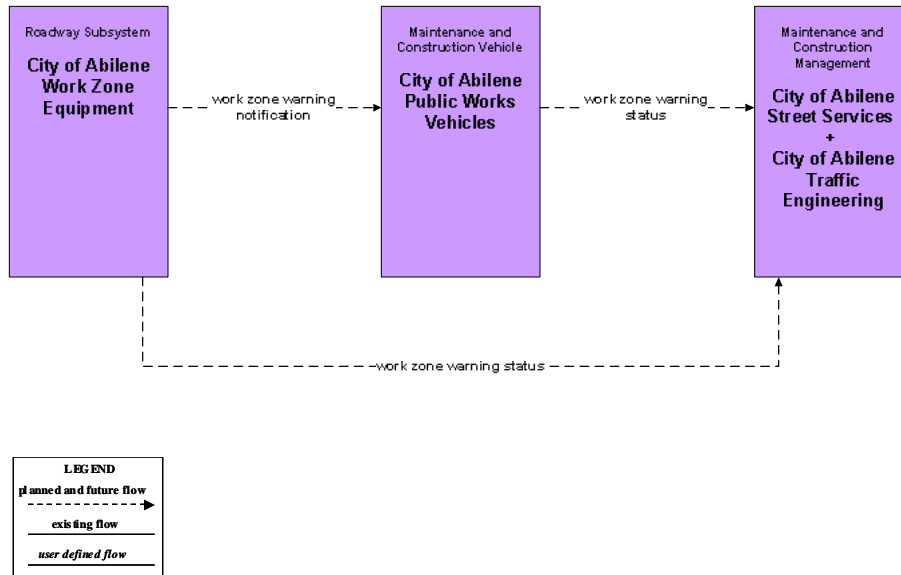 Roadway Subsystem
City of Abilene
Work Zone
Equipment
work zone warning
notification
Maintenance and
Construction Vehicle
City of Abilene
Public Works
Vehicles
work zone warning
status
Maintenance and
Construction
Management
City of Abilene
Street Services
+
City of Abilene
Traffic
Engineering
work zone warning status
LEGEND
planned and future flow
existing flow
user defined flow